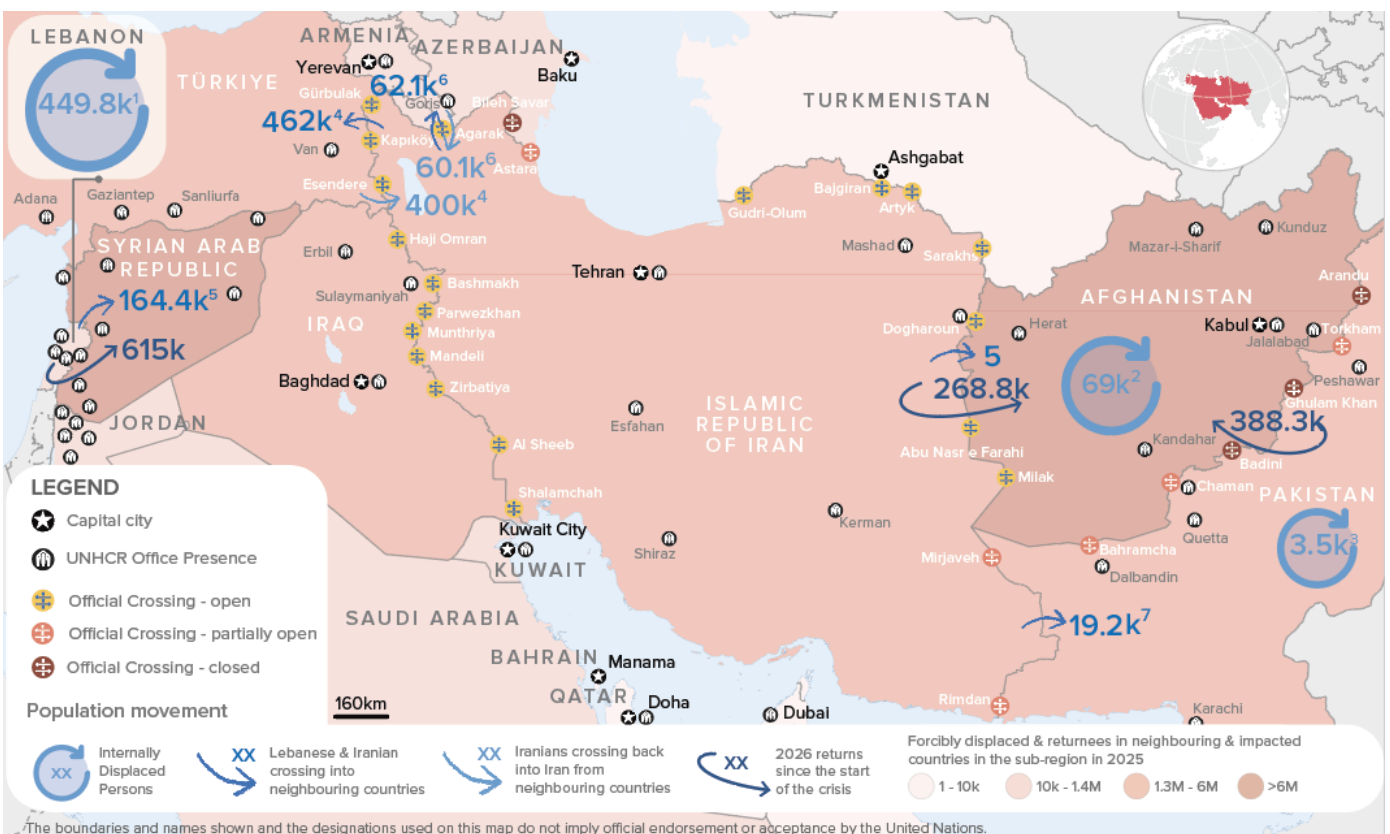 LEBANON
449.8k¹
ARMENIA
AZERBAIJAN
Yerevan
Baku
TÜRKIYE
Gürbulak
62.1k⁶
Goris
Bileh Savar
462k⁴
Kapıköy
Agarak
Van
60.1k⁶
Astara
Esendere
400k⁴
TURKMENISTAN
Ashgabat
Bajgiran
Artyk
Gudri-Olum
Adana
Gaziantep
Sanliurfa
SYRIAN ARAB
REPUBLIC
164.4k⁵
615k
Erbil
Haji Omran
Sulaymaniyah
Bashmakh
IRAQ
Parwezkhan
Munthriya
Mandeli
Baghdad
Zirbatiya
Tehran
Mashad
Sarakhs
Mazar-i-Sharif
Kunduz
Arandu
AFGHANISTAN
Dogharoun
Herat
Kabul
Jalalabad
Torkham
5
69k²
Peshawar
268.8k
Ghulam Khan
388.3k
JORDAN
Esfahan
ISLAMIC
REPUBLIC
OF IRAN
Al Sheeb
Abu Nasr e Farahi
Kandahar
Badini
Milak
Chaman
PAKISTAN
Shalamchah
Kuwait City
KUWAIT
Kerman
Quetta
3.5k³
Shiraz
Mirjaveh
Bahramcha
Dalbandin
SAUDI ARABIA
19.2k⁷
BAHRAIN
Manama
QATAR
Doha
Dubai
Rimdan
Karachi
LEGEND
Capital city
UNHCR Office Presence
Official Crossing - open
Official Crossing - partially open
Official Crossing - closed
Population movement
160km
XX
Internally
Displaced
Persons
XX
Lebanese & Iranian
crossing into
neighbouring countries
XX
Iranians crossing back
into Iran from
neighbouring countries
XX
2026 returns
since the start
of the crisis
Forcibly displaced & returnees in neighbouring & impacted
countries in the sub-region in 2025
1 - 10k
10k - 1.4M
1.3M - 6M
>6M
The boundaries and names shown and the designations used on this map do not imply official endorsement or acceptance by the United Nations.